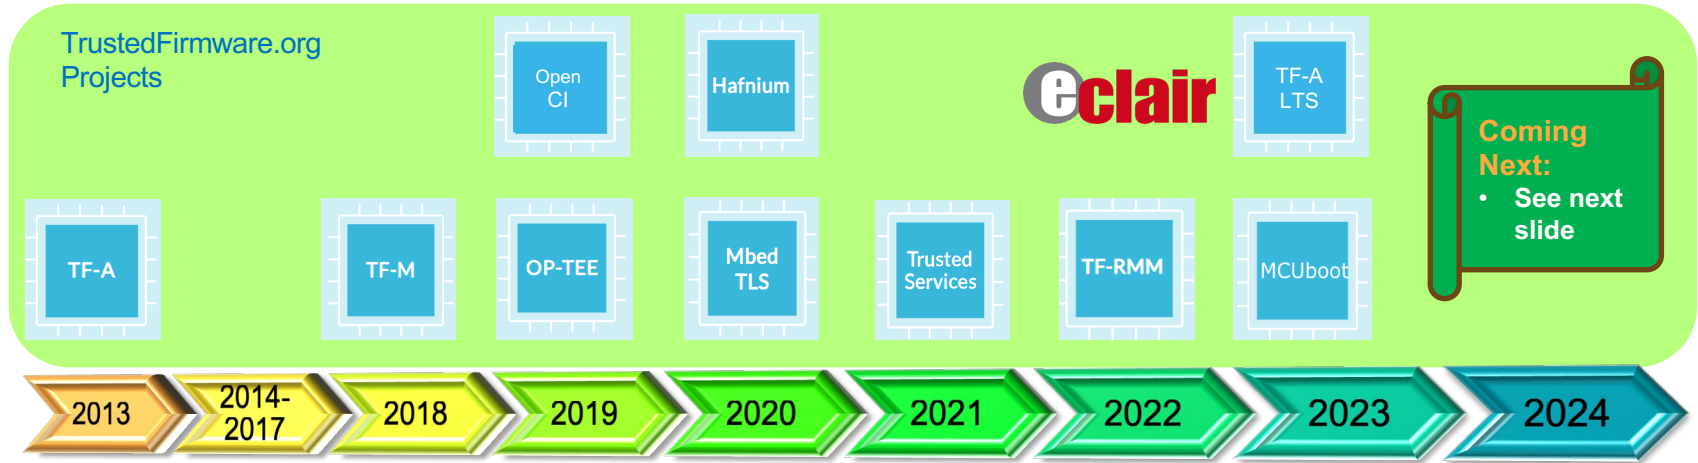 TrustedFirmware.org
Projects
Open
CI
Hafnium
eclair
TF-A
LTS
Coming
Next:
• See next
slide
TF-A
TF-M
OP-TEE
Mbed
TLS
Trusted
Services
TF-RMM
MCUboot
2013
2014-
2017
2018
2019
2020
2021
2022
2023
2024